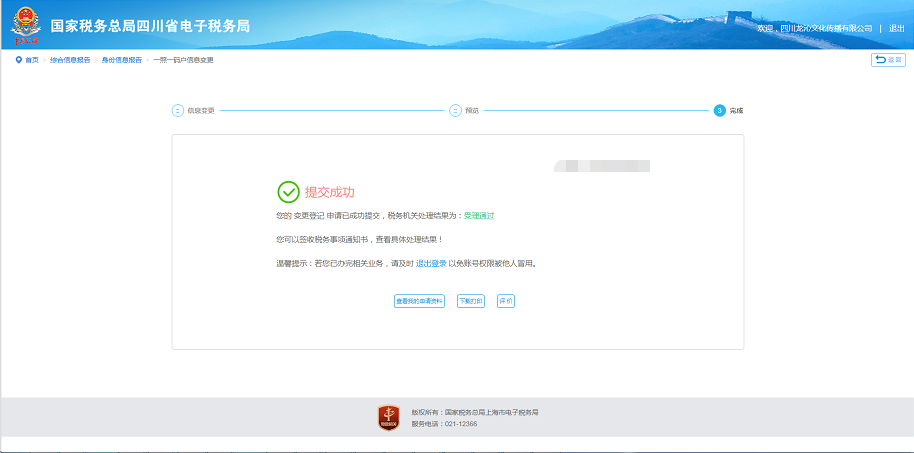 国家税务总局四川省电子税务局
欢迎，四川龙沁文化传播有限公司 | 退出
首页 > 综合信息报告 > 身份信息报告 > 一照一码户信息变更
返回
信息变更
预览
3 完成
提交成功
您的 变更登记 申请已成功提交，税务机关处理结果为：受理通过
您可以签收税务事项通知书，查看具体处理结果！
温馨提示：若您已办完相关业务，请及时 退出登录 以免账号权限被他人冒用。
查看我的申请资料 下载打印 评价
版权所有：国家税务总局上海市电子税务局
服务电话：021-12366